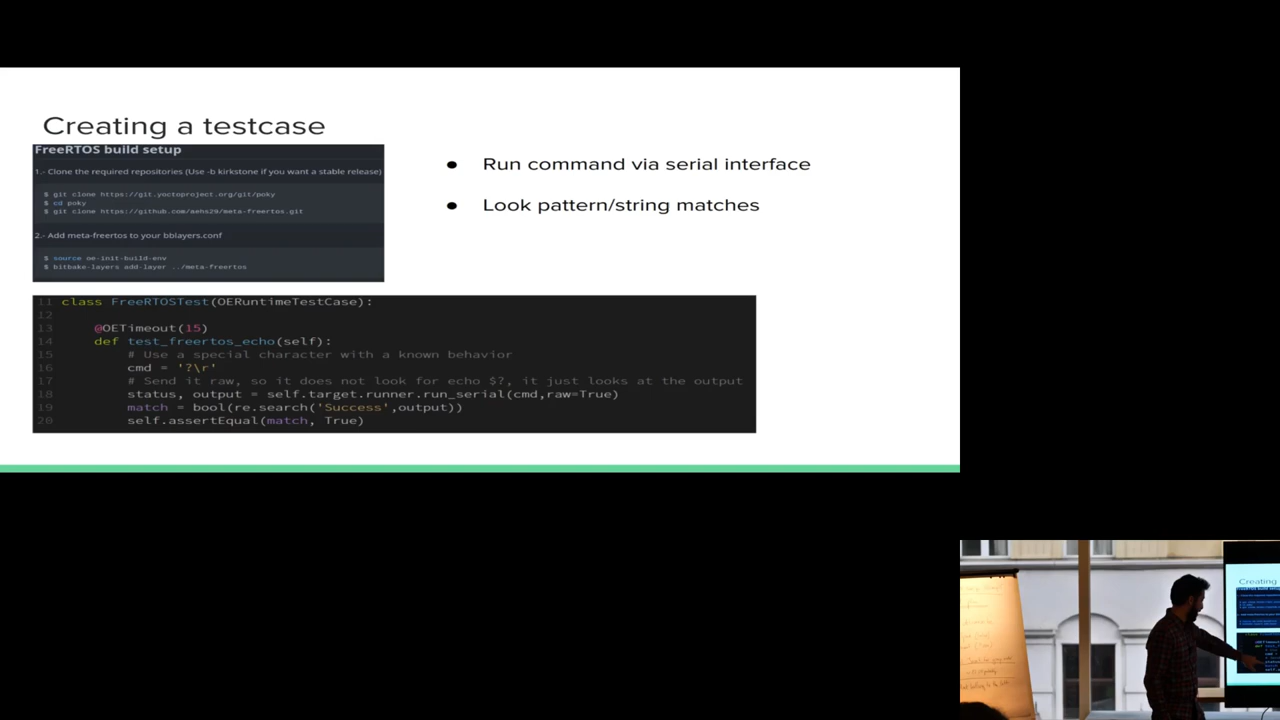 Creating a testcase
FreeRTOS build setup
1.- Clone the required repositories (Use -b kirkstone if you want a stable release)
$ git clone https://git.yoctoproject.org/git/poky
$ cd poky
$ git clone https://github.com/aehs29/meta-freertos.git
2.- Add meta-freertos to your bblayers.conf
$ source oe-init-build-env
$ bitbake-layers add-layer ../meta-freertos
● Run command via serial interface
● Look pattern/string matches
11 class FreeRTOSTest(OERuntimeTestCase):
12
13 @OETimeout(15)
14 def test_freertos_echo(self):
15 # Use a special character with a known behavior
16 cmd = '?\r'
17 # Send it raw, so it does not look for echo $?, it just looks at the output
18 status, output = self.target.runner.run_serial(cmd,raw=True)
19 match = bool(re.search('Success',output))
20 self.assertEqual(match, True)
Creating